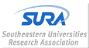 SURA
Southeastern Universities
Research Association